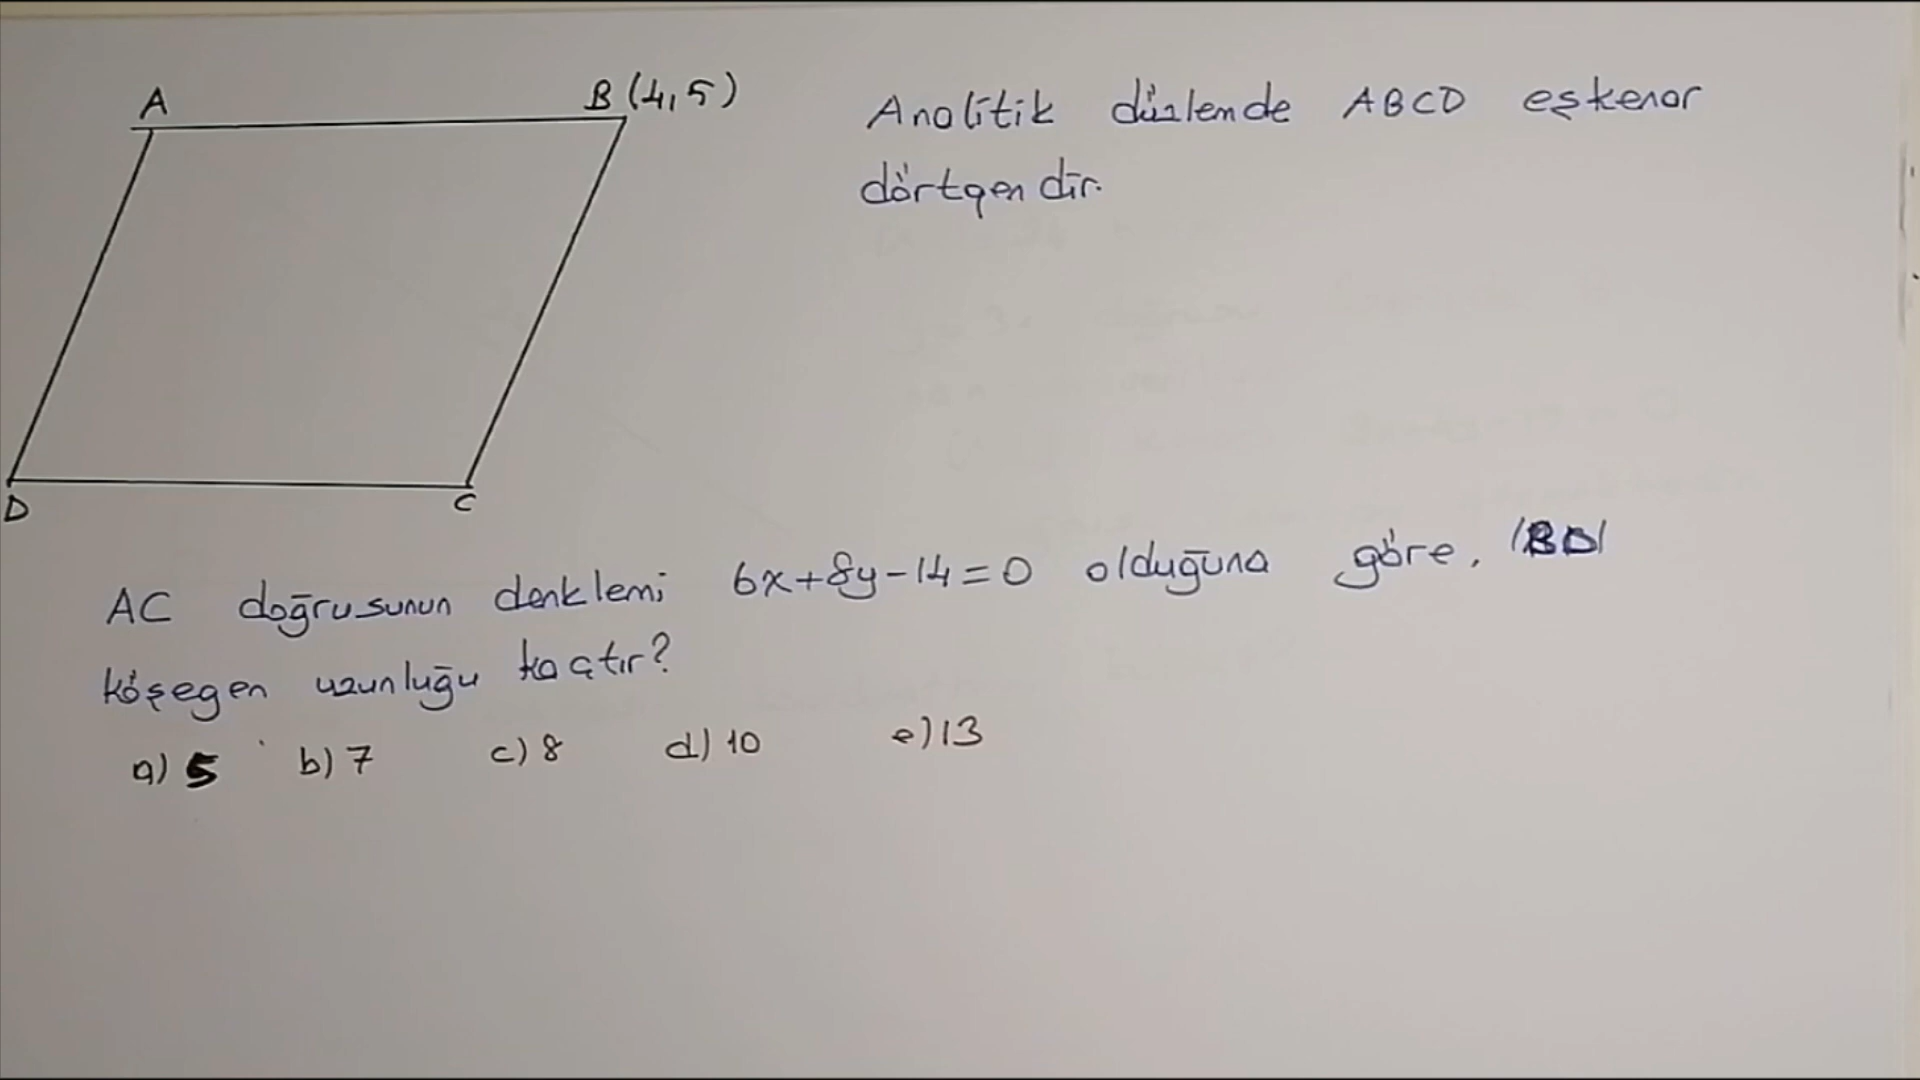 A
B (4,5)
Analitik düzlemde ABCD eşkenar
dörtgendir.
D
C
AC doğrusunun denklemi 6x+8y-14=0 olduğuna göre, |BD|
köşegen uzunluğu kaçtır?
a) 5 b) 7 c) 8 d) 10 e) 13